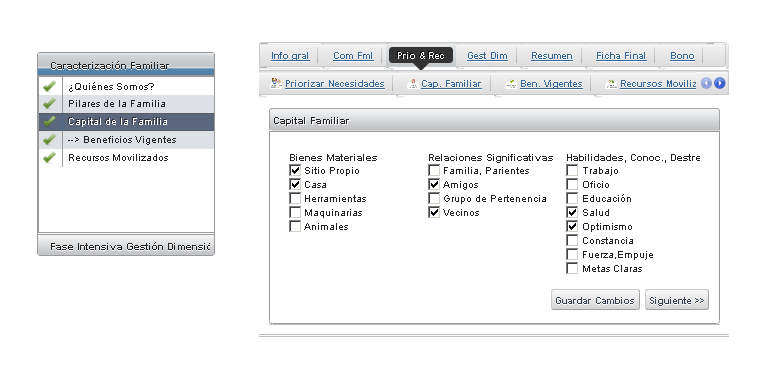 Caracterización Familiar
¿Quiénes Somos?
Pilares de la Familia
Capital de la Familia
--> Beneficios Vigentes
Recursos Movilizados
Fase Intensiva Gestión Dimensió
Info gral Com Fml Prio & Rec Gest Dim Resumen Ficha Final Bono
Priorizar Necesidades Cap. Familiar Ben. Vigentes Recursos Moviliz
Capital Familiar
Bienes Materiales
Sitio Propio
Casa
Herramientas
Maquinarias
Animales
Relaciones Significativas
Familia, Parientes
Amigos
Grupo de Pertenencia
Vecinos
Habilidades, Conoc., Destre
Trabajo
Oficio
Educación
Salud
Optimismo
Constancia
Fuerza,Empuje
Metas Claras
Guardar Cambios Siguiente >>